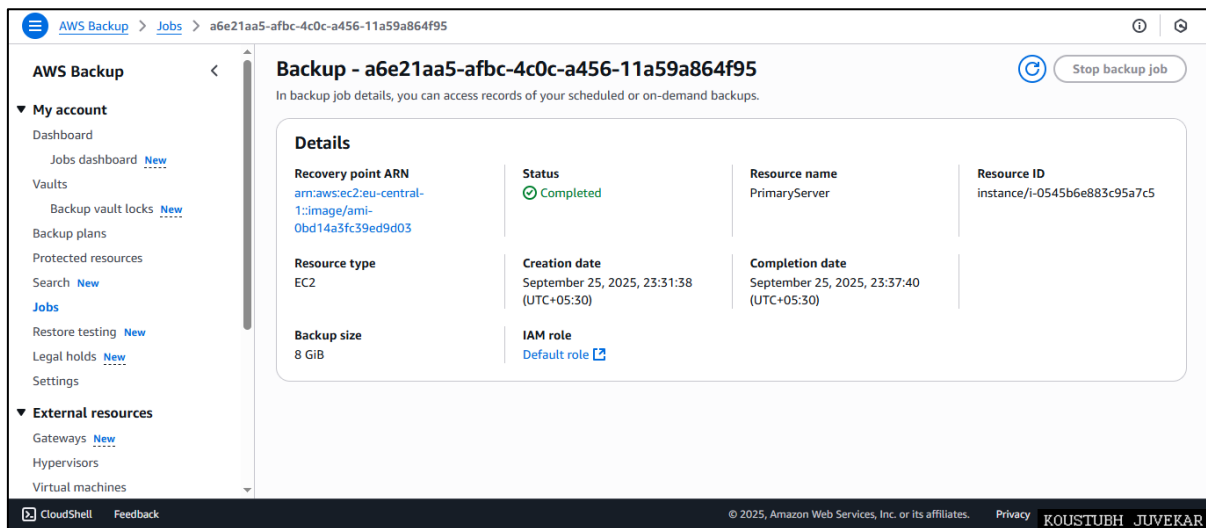 AWS Backup > Jobs > a6e21aa5-afbc-4c0c-a456-11a59a864f95
AWS Backup
My account
Dashboard
Jobs dashboard New
Vaults
Backup vault locks New
Backup plans
Protected resources
Search New
Jobs
Restore testing New
Legal holds New
Settings
External resources
Gateways New
Hypervisors
Virtual machines
Backup - a6e21aa5-afbc-4c0c-a456-11a59a864f95
Stop backup job
In backup job details, you can access records of your scheduled or on-demand backups.
Details
Recovery point ARN
arn:aws:ec2:eu-central-
1::image/ami-
0bd14a3fc39ed9d03
Status
Completed
Resource name
PrimaryServer
Resource ID
instance/i-0545b6e883c95a7c5
Resource type
EC2
Creation date
September 25, 2025, 23:31:38
(UTC+05:30)
Completion date
September 25, 2025, 23:37:40
(UTC+05:30)
Backup size
8 GiB
IAM role
Default role
CloudShell Feedback
© 2025, Amazon Web Services, Inc. or its affiliates. Privacy
KOUSTUBH JUVEKAR